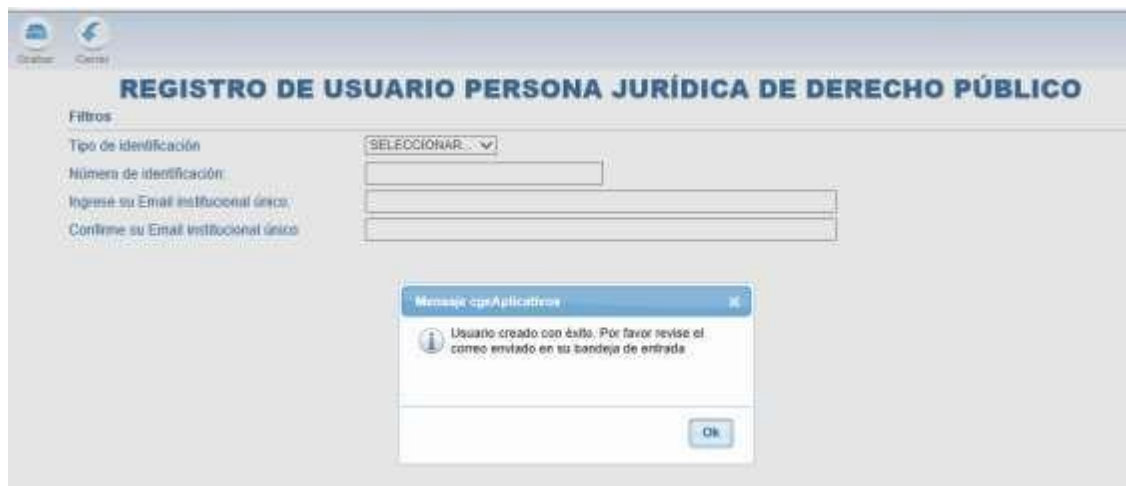 Grabar Cerrar
REGISTRO DE USUARIO PERSONA JURÍDICA DE DERECHO PÚBLICO
Filtros
Tipo de identificación SELECCIONAR...
Número de identificación:
Ingrese su Email institucional único:
Confirme su Email institucional único
Mensaje cgeAplicativos
Usuario creado con éxito. Por favor revise el
correo enviado en su bandeja de entrada
Ok